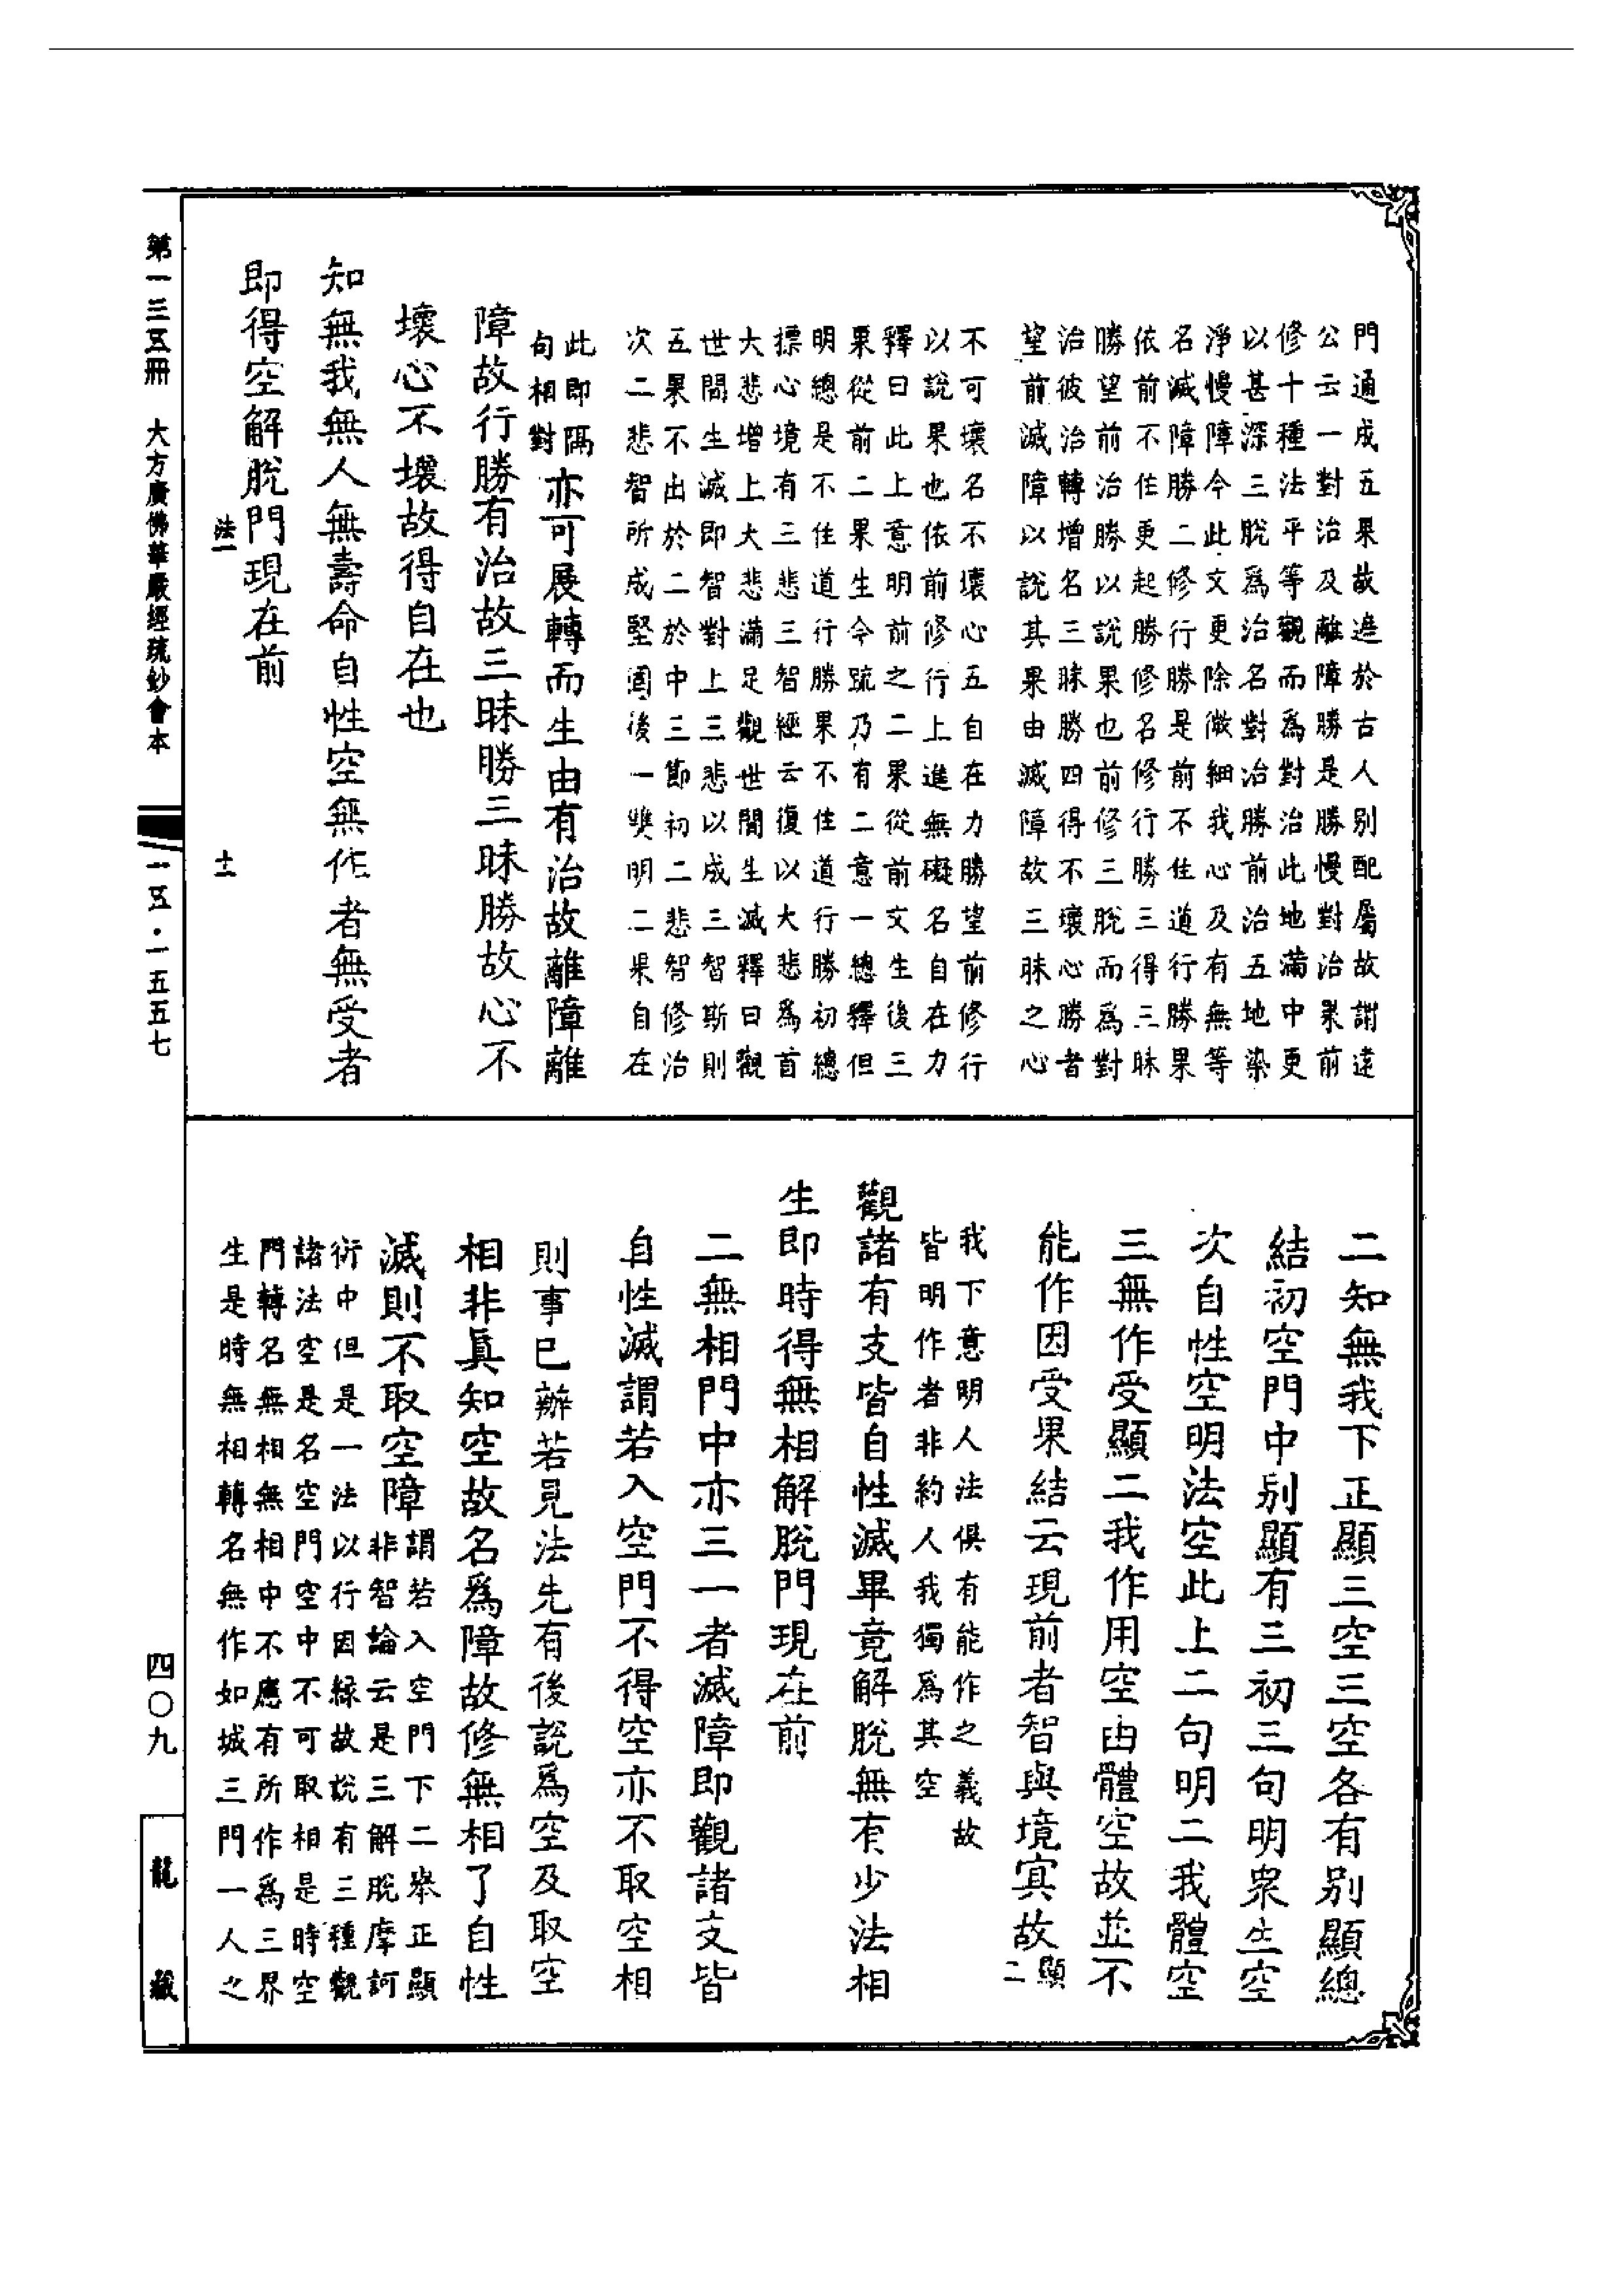 門通成五果故進於古人別配屬故謂遠
公云一對治及離障勝是勝慢對治果前
修十種法平等觀而為對治此地滿中更
以甚深三脫為治名對治勝前治五地染
淨慢障今此文更除微細我心及有無等
名滅障勝二修行勝是前不住道行勝果
依前不住更起勝修名修行勝三得三昧
勝望前治勝以說果也前修三脫而為對
治彼治轉增名三昧勝四得不壞心勝者
望前滅障以說其果由滅障故三昧之心
不可壞名不壞心五自在力勝望前修行
以說果也依前修行上進無礙名自在力
釋曰此上意明前之二果從前文生後三
果從前二果生今疏乃有二意一總釋但
明總是不住道行勝果不住道行勝初總
標心境有三悲三智經云復以大悲為首
大悲增上大悲滿足觀世間生滅釋曰觀
世間生滅即智對上三悲以成三智斯則
五果不出於二於中三節初二悲智修治
次二悲智所成堅固後一雙明二果自在
此即隔
句相對
亦可展轉而生由有治故離障離
障故行勝有治故三昧勝三昧勝故心不
壞心不壞故得自在也
知無我無人無壽命自性空無作者無受者
即得空解脫門現在前
法一
十一
二知無我下正顯三空三空各有別顯總
結初空門中別顯有三初三句明眾生空
次自性空明法空此上二句明二我體空
三無作受顯二我作用空由體空故並不
能作因受果結云現前者智與境冥故
顯
二
我下意明人法俱有能作之義故
皆明作者非約人我獨為其空
觀諸有支皆自性滅畢竟解脫無有少法相
生即時得無相解脫門現在前
二無相門中亦三一者滅障即觀諸支皆
自性滅謂若入空門不得空亦不取空相
則事已辦若見法先有後說為空及取空
相非真知空故名為障故修無相了自性
滅則不取空障
謂若入空門下二舉正顯
非智論云是三解脫摩訶
衍中但是一法以行因緣故說有三種觀
諸法空是名空門空中不可取相是時空
門轉名無相無相中不應有所作為三界
生是時無相轉名無作如城三門一人之
第一三五冊　大方廣佛華嚴經疏鈔會本
一五·一五五七
四〇九
龍藏